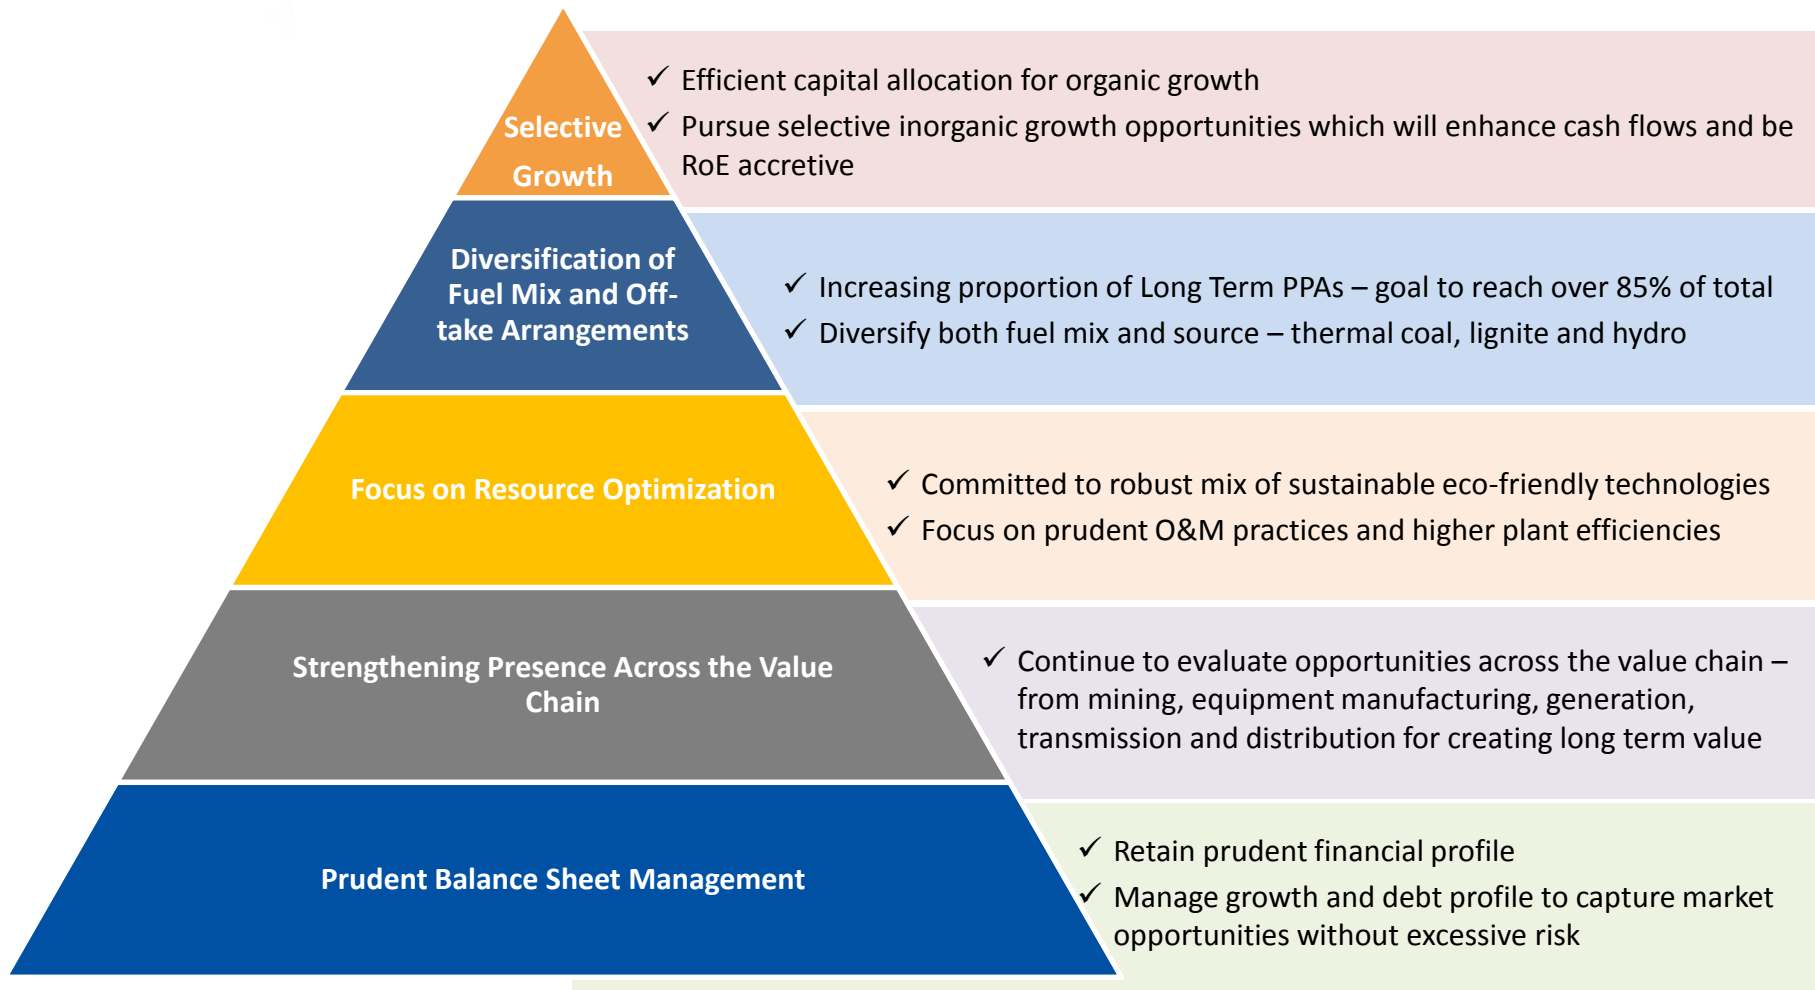 Selective
Growth
✓ Efficient capital allocation for organic growth
✓ Pursue selective inorganic growth opportunities which will enhance cash flows and be
RoE accretive
Diversification of
Fuel Mix and Off-
take Arrangements
✓ Increasing proportion of Long Term PPAs – goal to reach over 85% of total
✓ Diversify both fuel mix and source – thermal coal, lignite and hydro
Focus on Resource Optimization
✓ Committed to robust mix of sustainable eco-friendly technologies
✓ Focus on prudent O&M practices and higher plant efficiencies
Strengthening Presence Across the Value
Chain
✓ Continue to evaluate opportunities across the value chain –
from mining, equipment manufacturing, generation,
transmission and distribution for creating long term value
Prudent Balance Sheet Management
✓ Retain prudent financial profile
✓ Manage growth and debt profile to capture market
opportunities without excessive risk